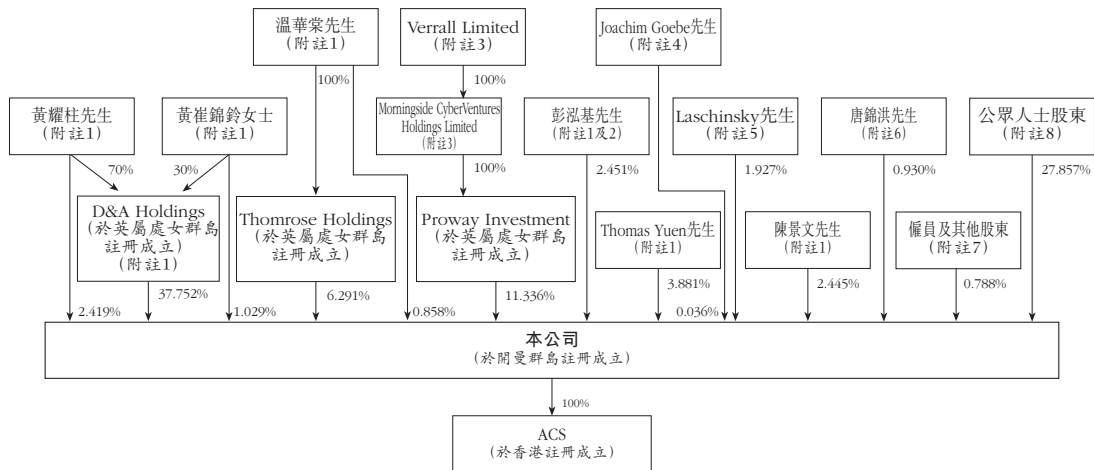 溫華棠先生
(附註1)
Verrall Limited
(附註3)
Joachim Goebe先生
(附註4)
100%
100%
黃耀柱先生
(附註1)
黃崔錦鈴女士
(附註1)
Morningside CyberVentures
Holdings Limited
(附註3)
彭泓基先生
(附註1及2)
Laschinsky先生
(附註5)
唐錦洪先生
(附註6)
公眾人士股東
(附註8)
70%
30%
100%
2.451%
1.927%
0.930%
27.857%
D&A Holdings
(於英屬處女群島
註冊成立)
(附註1)
Thomrose Holdings
(於英屬處女群島
註冊成立)
Proway Investment
(於英屬處女群島
註冊成立)
Thomas Yuen先生
(附註1)
陳景文先生
(附註1)
僱員及其他股東
(附註7)
2.419%
37.752%
1.029%
6.291%
0.858%
11.336%
3.881%
0.036%
2.445%
0.788%
本公司
(於開曼群島註冊成立)
100%
ACS
(於香港註冊成立)